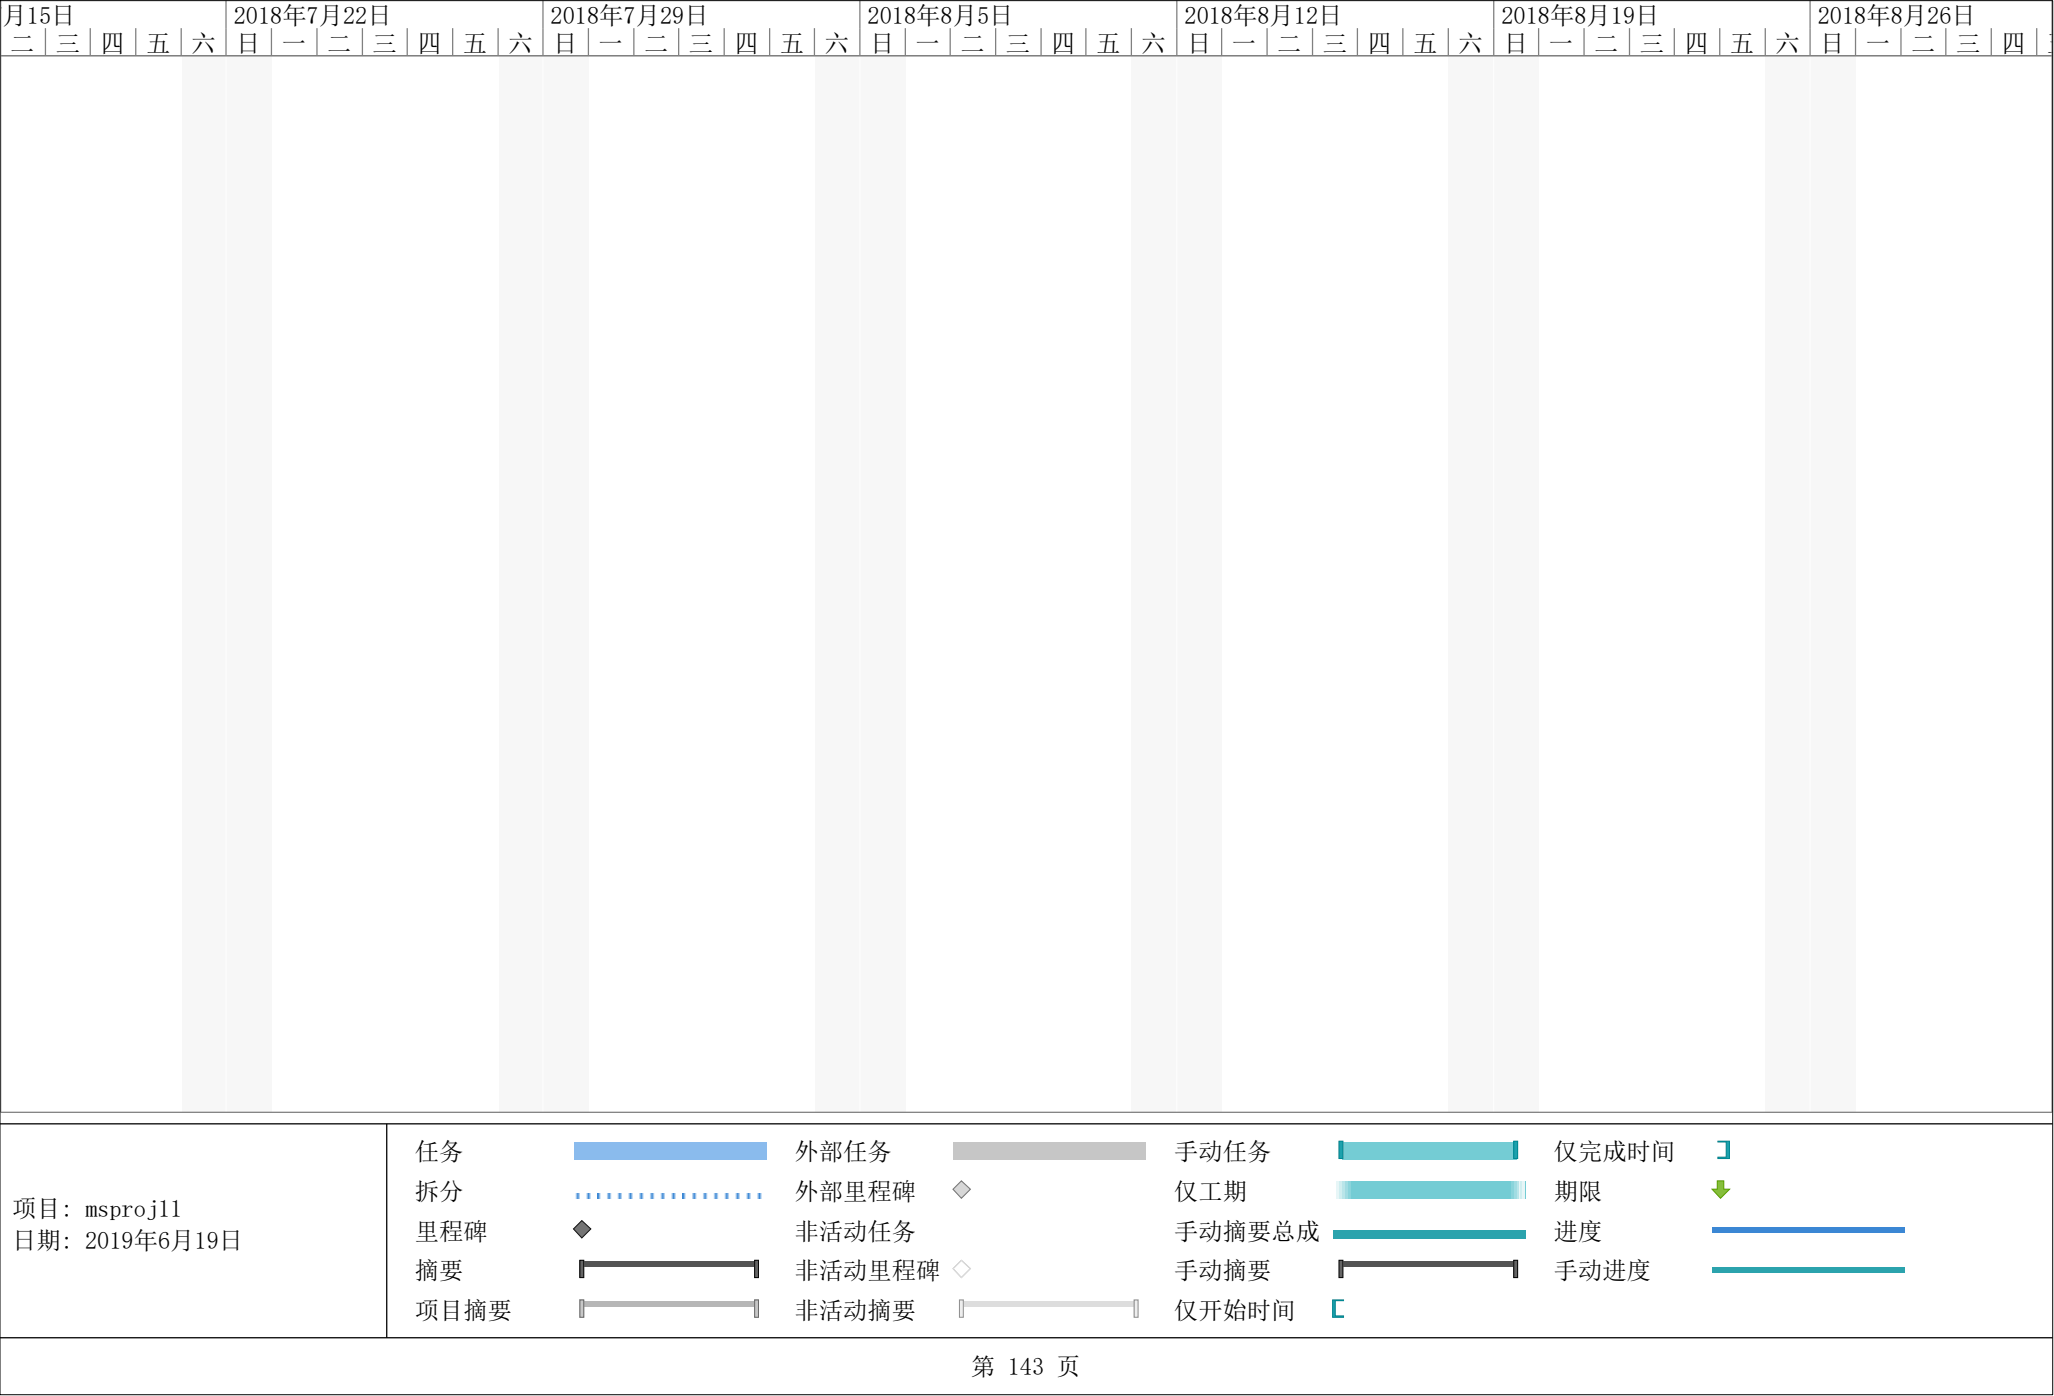 月15日 2018年7月22日 2018年7月29日 2018年8月5日 2018年8月12日 2018年8月19日 2018年8月26日
二 三 四 五 六 日 一 二 三 四 五 六 日 一 二 三 四 五 六 日 一 二 三 四 五 六 日 一 二 三 四 五 六 日 一 二 三 四 五 六 日 一 二 三 四
项目: msproj11
日期: 2019年6月19日
任务 外部任务 手动任务 仅完成时间
拆分 外部里程碑 仅工期 期限
里程碑 非活动任务 手动摘要总成 进度
摘要 非活动里程碑 手动摘要 手动进度
项目摘要 非活动摘要 仅开始时间
第 143 页